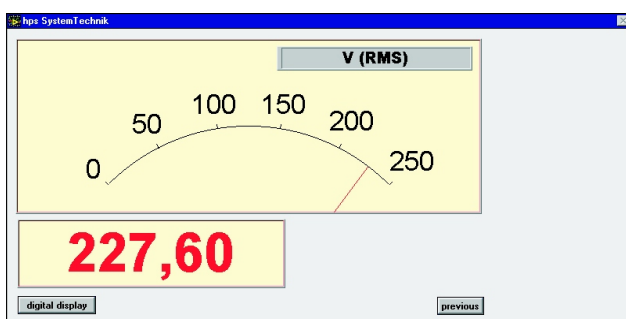 hps SystemTechnik
V (RMS)
0 50 100 150 200 250
227,60
digital display
previous